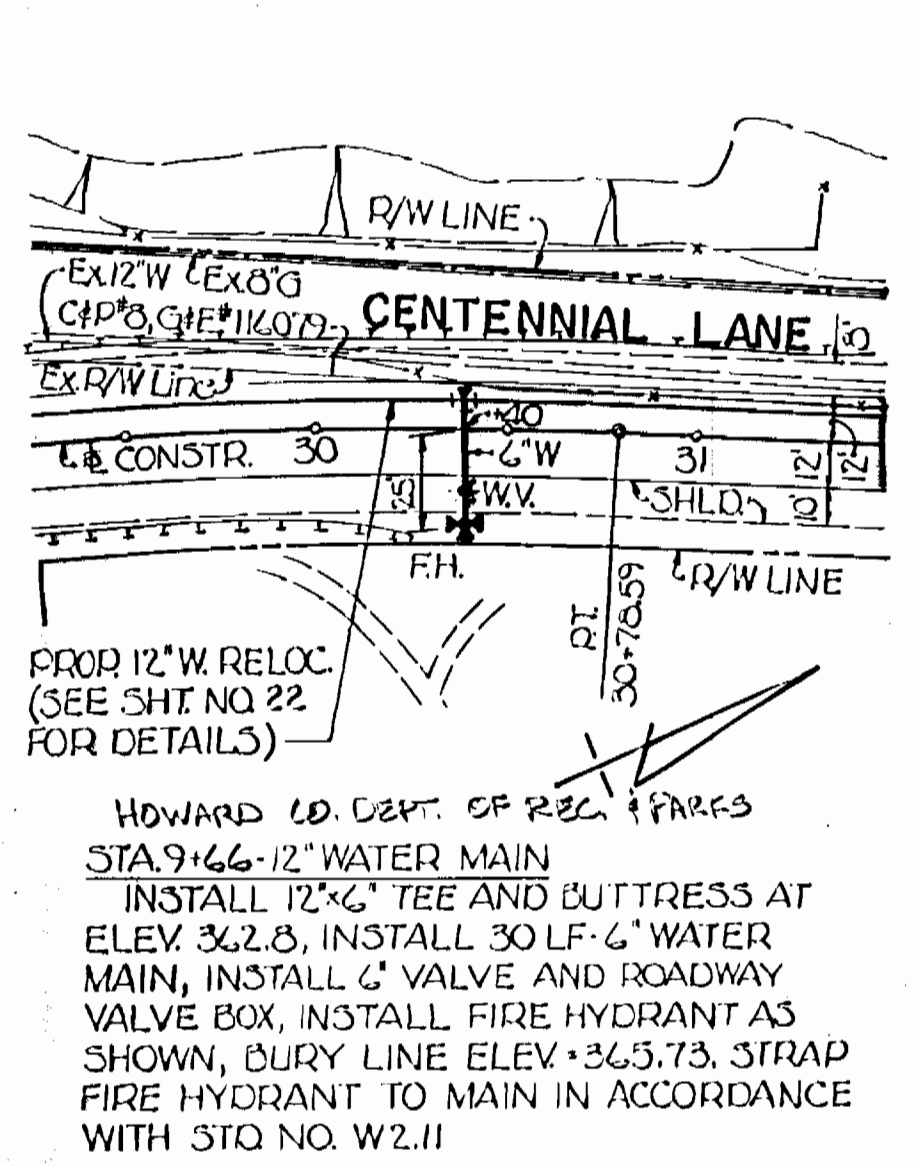 R/W LINE
Ex.12"W
Ex.8"G
C&P#8, G&E#116079
CENTENNIAL LANE
15'
Ex. R/W Line
+40
℄ CONSTR.
30
6"W
31
10' 12' 12'
25'
W.V.
SHLD.
F.H.
R/W LINE
PT.
30+78.59
PROP. 12" W. RELOC.
(SEE SHT. NO. 22
FOR DETAILS)
HOWARD CO. DEPT. OF REC. & PARKS
STA. 9+66-12" WATER MAIN
INSTALL 12"x6" TEE AND BUTTRESS AT
ELEV. 362.8, INSTALL 30 LF-6" WATER
MAIN, INSTALL 6" VALVE AND ROADWAY
VALVE BOX, INSTALL FIRE HYDRANT AS
SHOWN, BURY LINE ELEV.=365.73. STRAP
FIRE HYDRANT TO MAIN IN ACCORDANCE
WITH STD. NO. W2.11